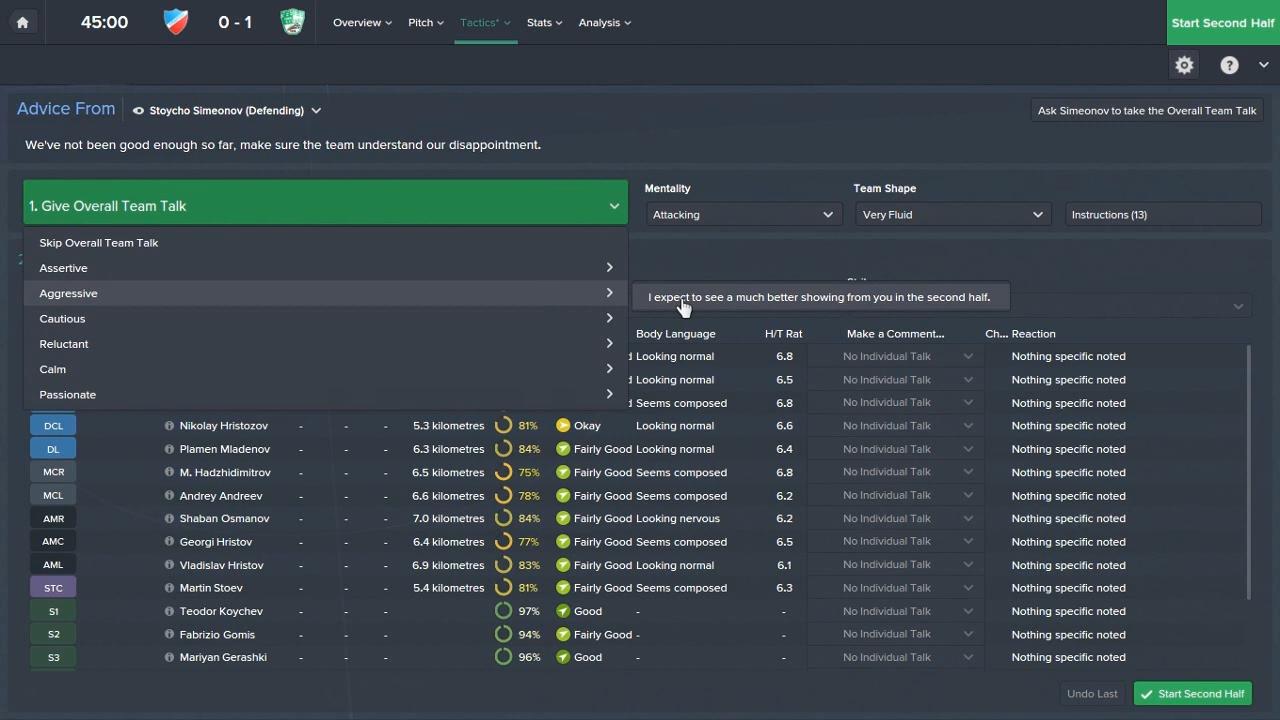 45:00 0 - 1 Overview Pitch Tactics* Stats Analysis Start Second Half
Advice From Stoycho Simeonov (Defending) Ask Simeonov to take the Overall Team Talk
We've not been good enough so far, make sure the team understand our disappointment.
Mentality Team Shape
1. Give Overall Team Talk Attacking Very Fluid Instructions (13)
Skip Overall Team Talk
Assertive
Aggressive I expect to see a much better showing from you in the second half.
Cautious
Reluctant
Calm
Passionate
Body Language H/T Rat Make a Comment... Ch... Reaction
Looking normal 6.8 No Individual Talk Nothing specific noted
Looking normal 6.5 No Individual Talk Nothing specific noted
Seems composed 6.8 No Individual Talk Nothing specific noted
DCL Nikolay Hristozov - - - 5.3 kilometres 81% Okay Looking normal 6.6 No Individual Talk Nothing specific noted
DL Plamen Mladenov - - - 6.3 kilometres 84% Fairly Good Looking normal 6.4 No Individual Talk Nothing specific noted
MCR M. Hadzhidimitrov - - - 6.5 kilometres 75% Fairly Good Seems composed 6.8 No Individual Talk Nothing specific noted
MCL Andrey Andreev - - - 6.6 kilometres 78% Fairly Good Seems composed 6.2 No Individual Talk Nothing specific noted
AMR Shaban Osmanov - - - 7.0 kilometres 84% Fairly Good Looking nervous 6.2 No Individual Talk Nothing specific noted
AMC Georgi Hristov - - - 6.4 kilometres 77% Fairly Good Seems composed 6.5 No Individual Talk Nothing specific noted
AML Vladislav Hristov - - - 6.9 kilometres 83% Fairly Good Looking normal 6.1 No Individual Talk Nothing specific noted
STC Martin Stoev - - - 5.4 kilometres 81% Fairly Good Seems composed 6.3 No Individual Talk Nothing specific noted
S1 Teodor Koychev - - - 97% Good - - No Individual Talk Nothing specific noted
S2 Fabrizio Gomis - - - 94% Fairly Good - - No Individual Talk Nothing specific noted
S3 Mariyan Gerashki - - - 96% Good - - No Individual Talk Nothing specific noted
Undo Last Start Second Half